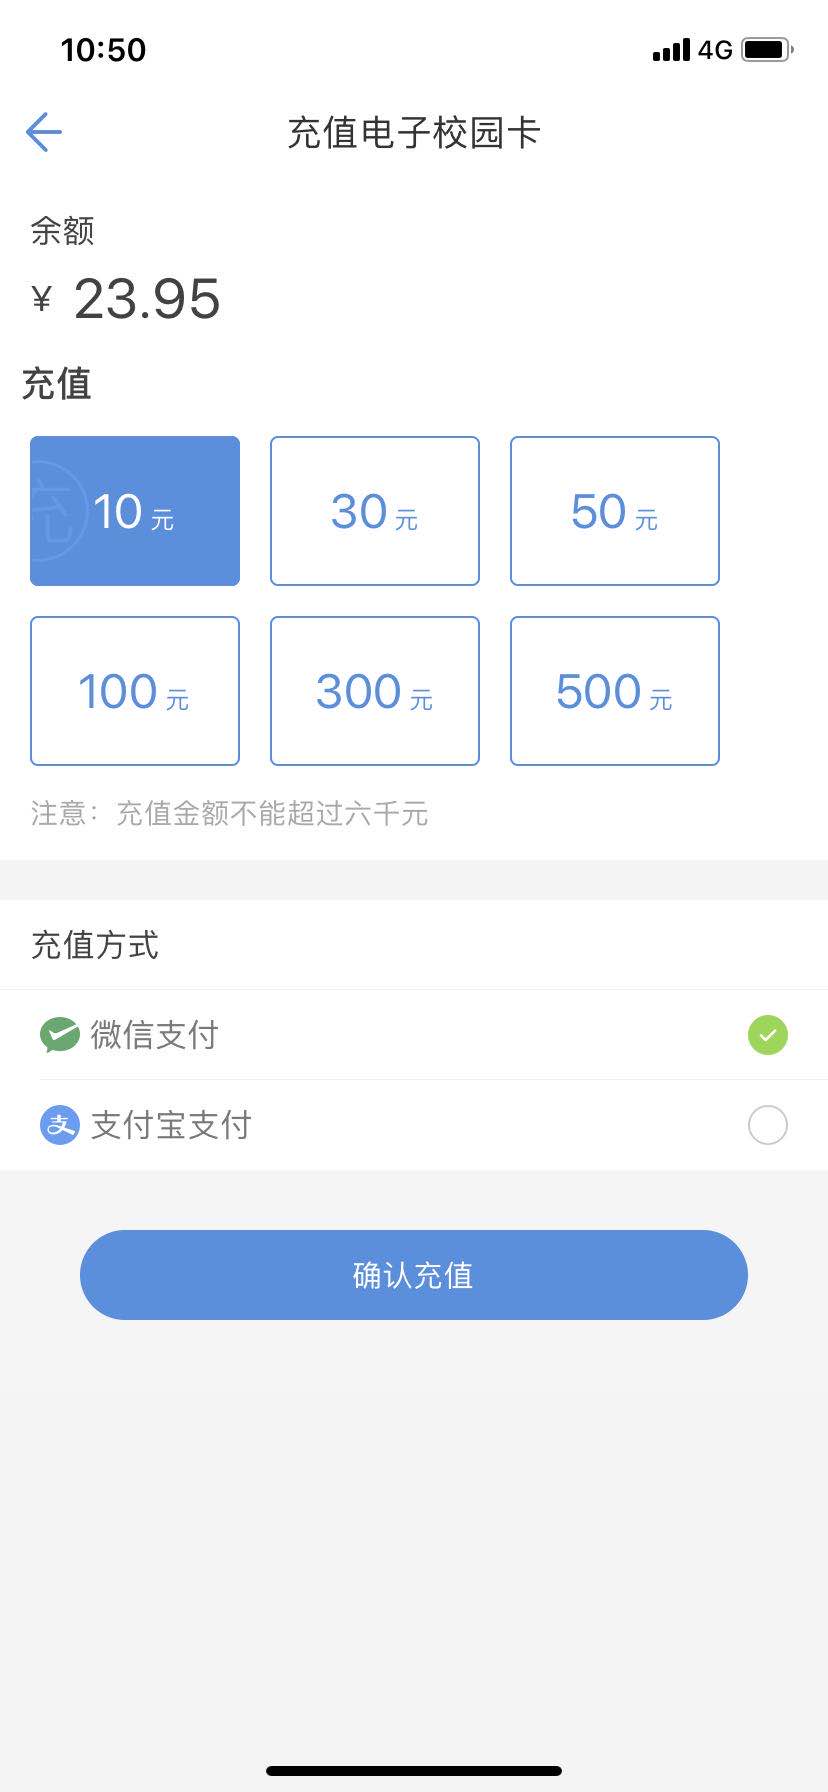 10:50 4G
充值电子校园卡
余额
¥ 23.95
充值
充 10 元 30 元 50 元
100 元 300 元 500 元
注意：充值金额不能超过六千元
充值方式
微信支付
支 支付宝支付
确认充值